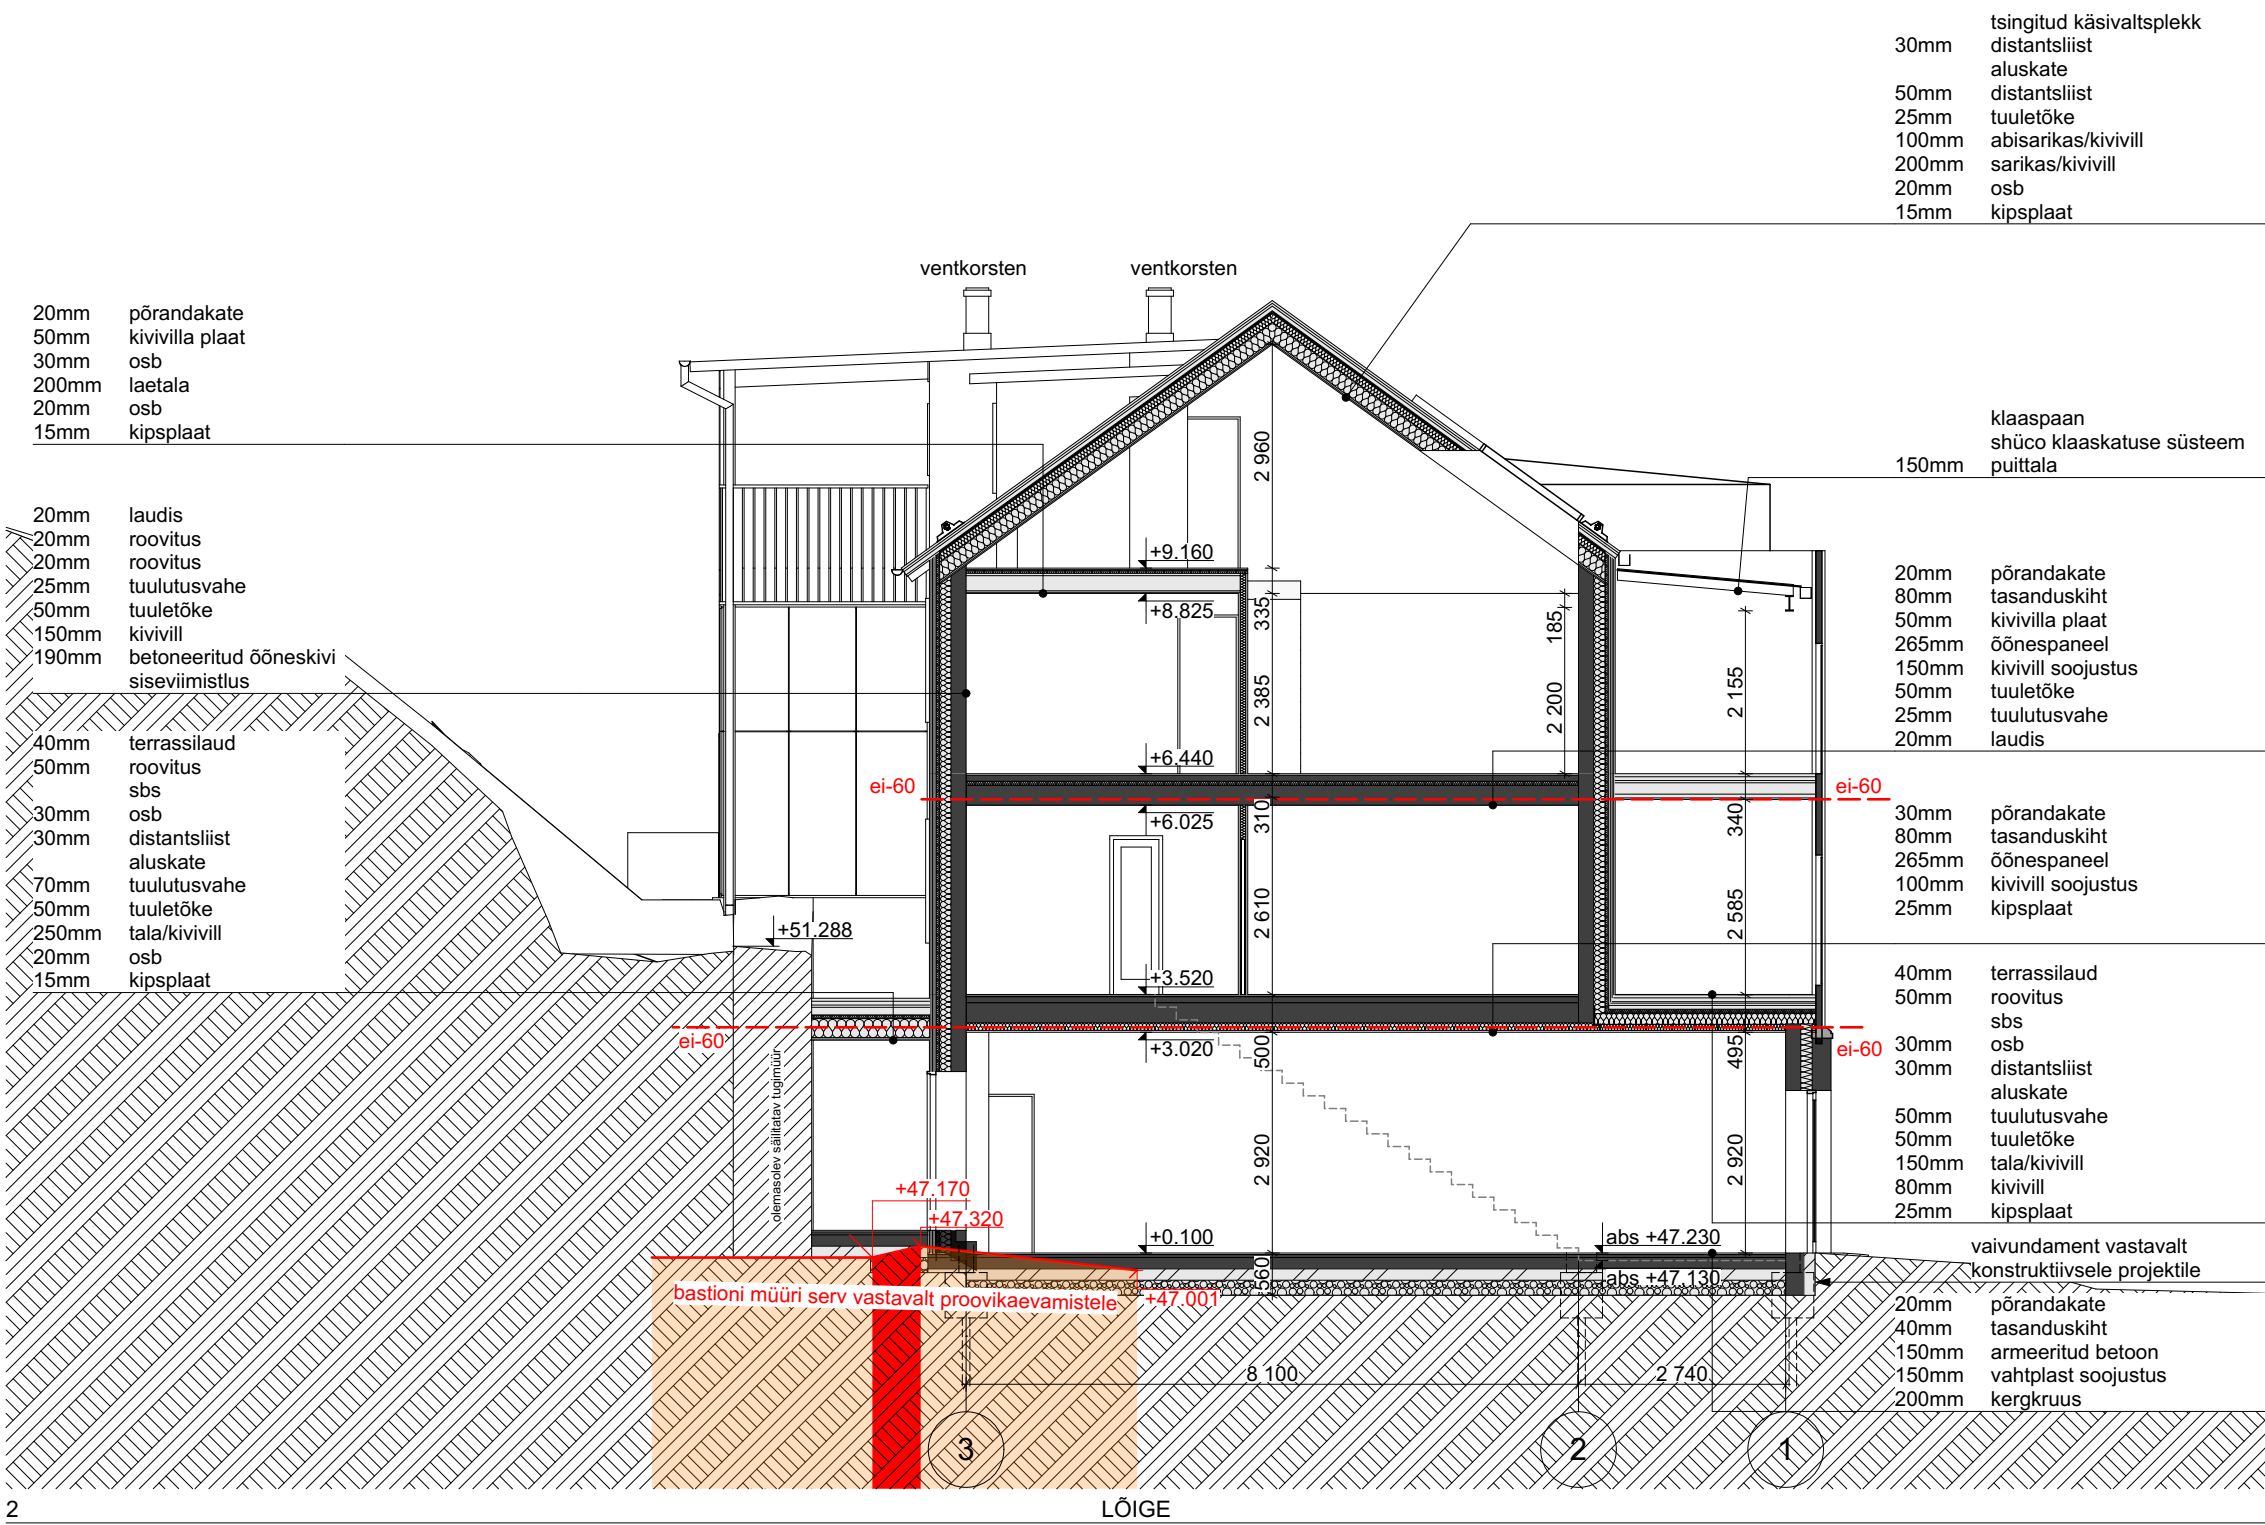 tsingitud käsivaltsplekk
30mm distantsliist
aluskate
50mm distantsliist
25mm tuuletõke
100mm abisarikas/kivivill
200mm sarikas/kivivill
20mm osb
15mm kipsplaat
ventkorsten
ventkorsten
20mm põrandakate
50mm kivivilla plaat
30mm osb
200mm laetala
20mm osb
15mm kipsplaat
klaaspaan
shüco klaaskatuse süsteem
150mm puittala
20mm laudis
20mm roovitus
20mm roovitus
25mm tuulutusvahe
50mm tuuletõke
150mm kivivill
190mm betoneeritud õõneskivi
siseviimistlus
20mm põrandakate
80mm tasanduskiht
50mm kivivilla plaat
265mm õõnespaneel
150mm kivivill soojustus
50mm tuuletõke
25mm tuulutusvahe
20mm laudis
40mm terrassilaud
50mm roovitus
sbs
30mm osb
30mm distantsliist
aluskate
70mm tuulutusvahe
50mm tuuletõke
250mm tala/kivivill
20mm osb
15mm kipsplaat
30mm põrandakate
80mm tasanduskiht
265mm õõnespaneel
100mm kivivill soojustus
25mm kipsplaat
40mm terrassilaud
50mm roovitus
sbs
30mm osb
30mm distantsliist
aluskate
50mm tuulutusvahe
50mm tuuletõke
150mm tala/kivivill
80mm kivivill
25mm kipsplaat
vaivundament vastavalt
konstruktiivsele projektile
20mm põrandakate
40mm tasanduskiht
150mm armeeritud betoon
150mm vahtplast soojustus
200mm kergkruus
2 960
+9.160
+8.825
335
185
2 385
2 200
2 155
+6.440
ei-60
ei-60
+6.025
310
340
2 610
2 585
+51.288
+3.520
ei-60
ei-60
+3.020
500
495
olemasolev säilitatav tugimüür
2 920
2 920
+47.170
+47.320
+0.100
abs +47.230
560
abs +47.130
bastioni müüri serv vastavalt proovikaevamistele
+47.001
8 100
2 740
3
2
1
2
LÕIGE